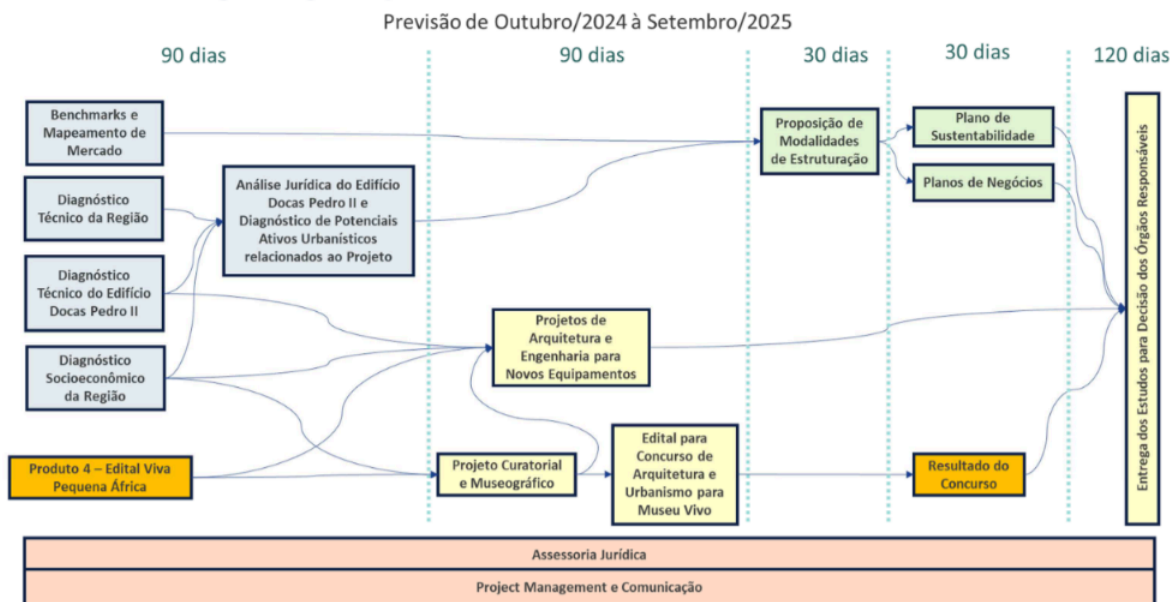 Previsão de Outubro/2024 à Setembro/2025
90 dias
90 dias
30 dias
30 dias
120 dias
Benchmarks e
Mapeamento de
Mercado
Diagnóstico
Técnico da Região
Diagnóstico
Técnico do Edifício
Docas Pedro II
Diagnóstico
Socioeconômico
da Região
Produto 4 – Edital Viva
Pequena África
Análise Jurídica do Edifício
Docas Pedro II e
Diagnóstico de Potenciais
Ativos Urbanísticos
relacionados ao Projeto
Projetos de
Arquitetura e
Engenharia para
Novos Equipamentos
Projeto Curatorial
e Museográfico
Edital para
Concurso de
Arquitetura e
Urbanismo para
Museu Vivo
Proposição de
Modalidades
de Estruturação
Plano de
Sustentabilidade
Planos de Negócios
Resultado do
Concurso
Entrega dos Estudos para Decisão dos Órgãos Responsáveis
Assessoria Jurídica
Project Management e Comunicação